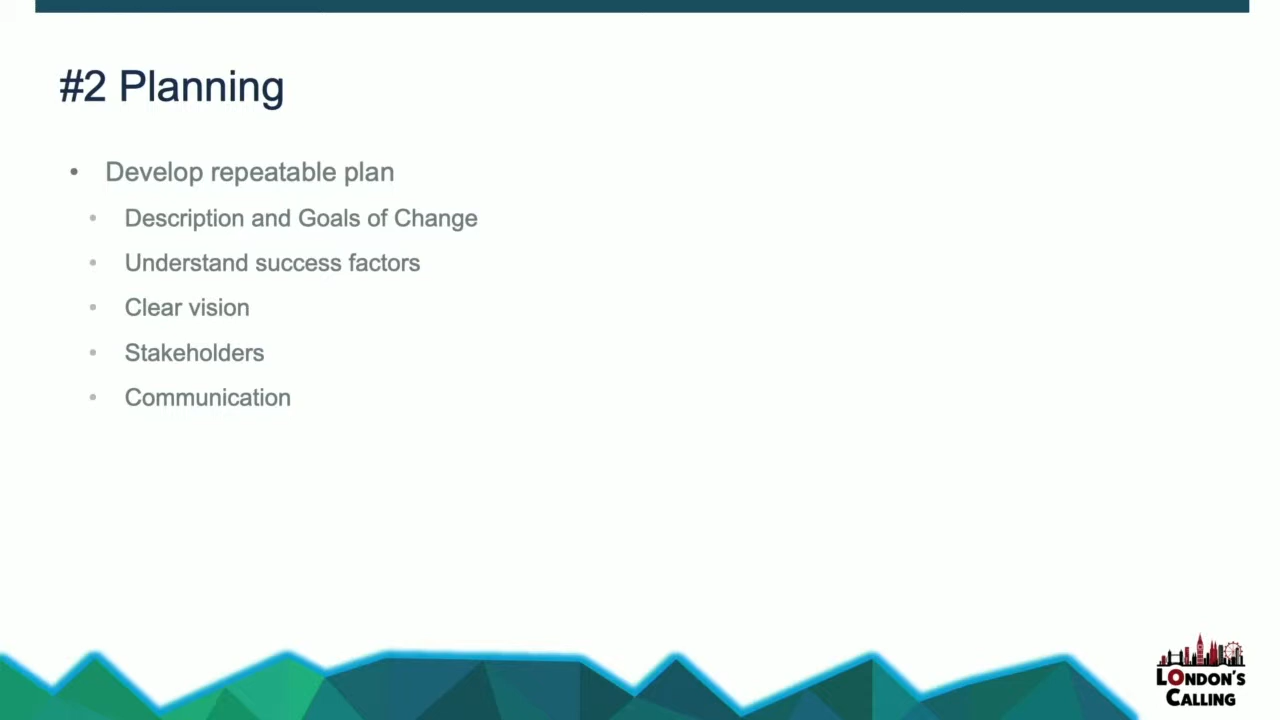 #2 Planning
• Develop repeatable plan
• Description and Goals of Change
• Understand success factors
• Clear vision
• Stakeholders
• Communication
LONDON'S
CALLING